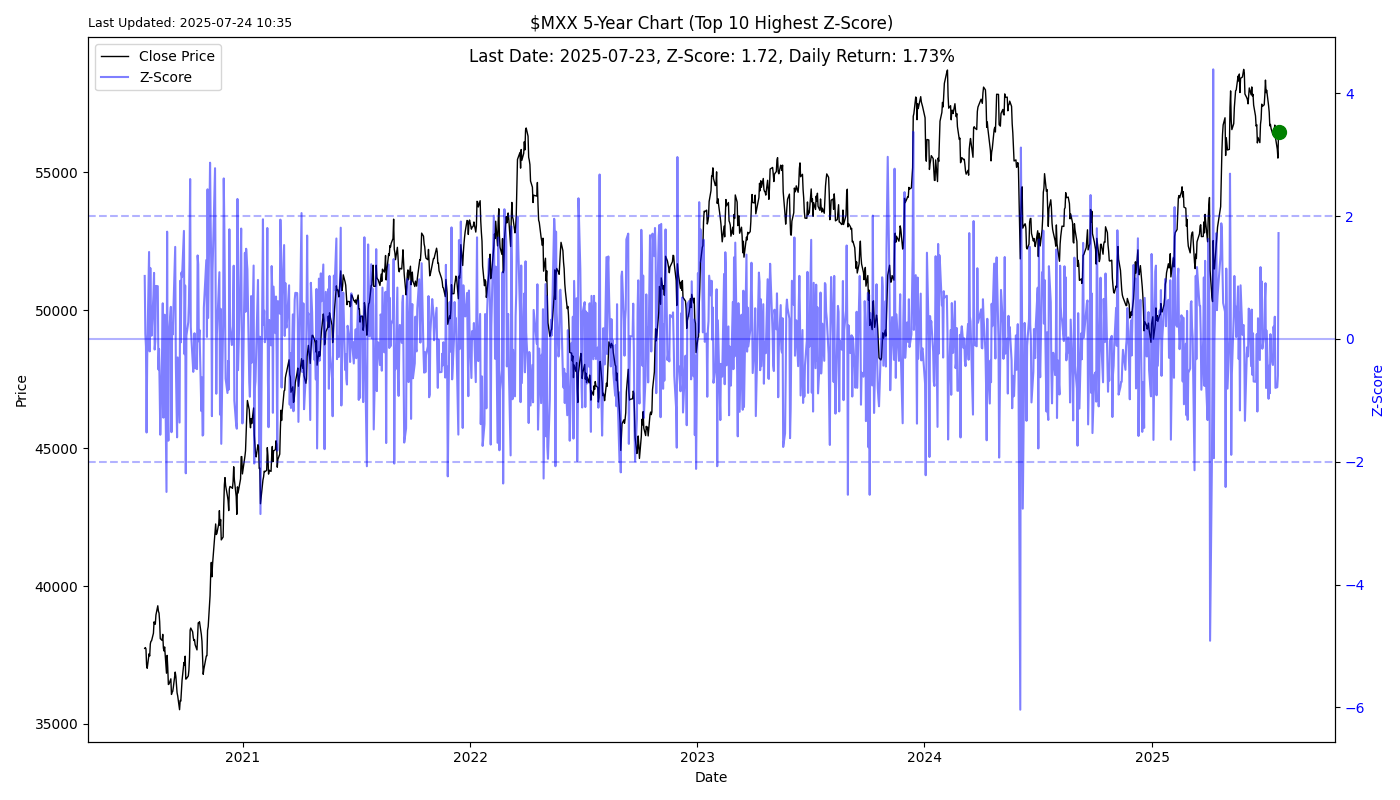 Last Updated: 2025-07-24 10:35
$MXX 5-Year Chart (Top 10 Highest Z-Score)
Last Date: 2025-07-23, Z-Score: 1.72, Daily Return: 1.73%
Close Price
Z-Score
55000
50000
45000
40000
35000
Price
4
2
0
−2
−4
−6
Z-Score
2021
2022
2023
2024
2025
Date